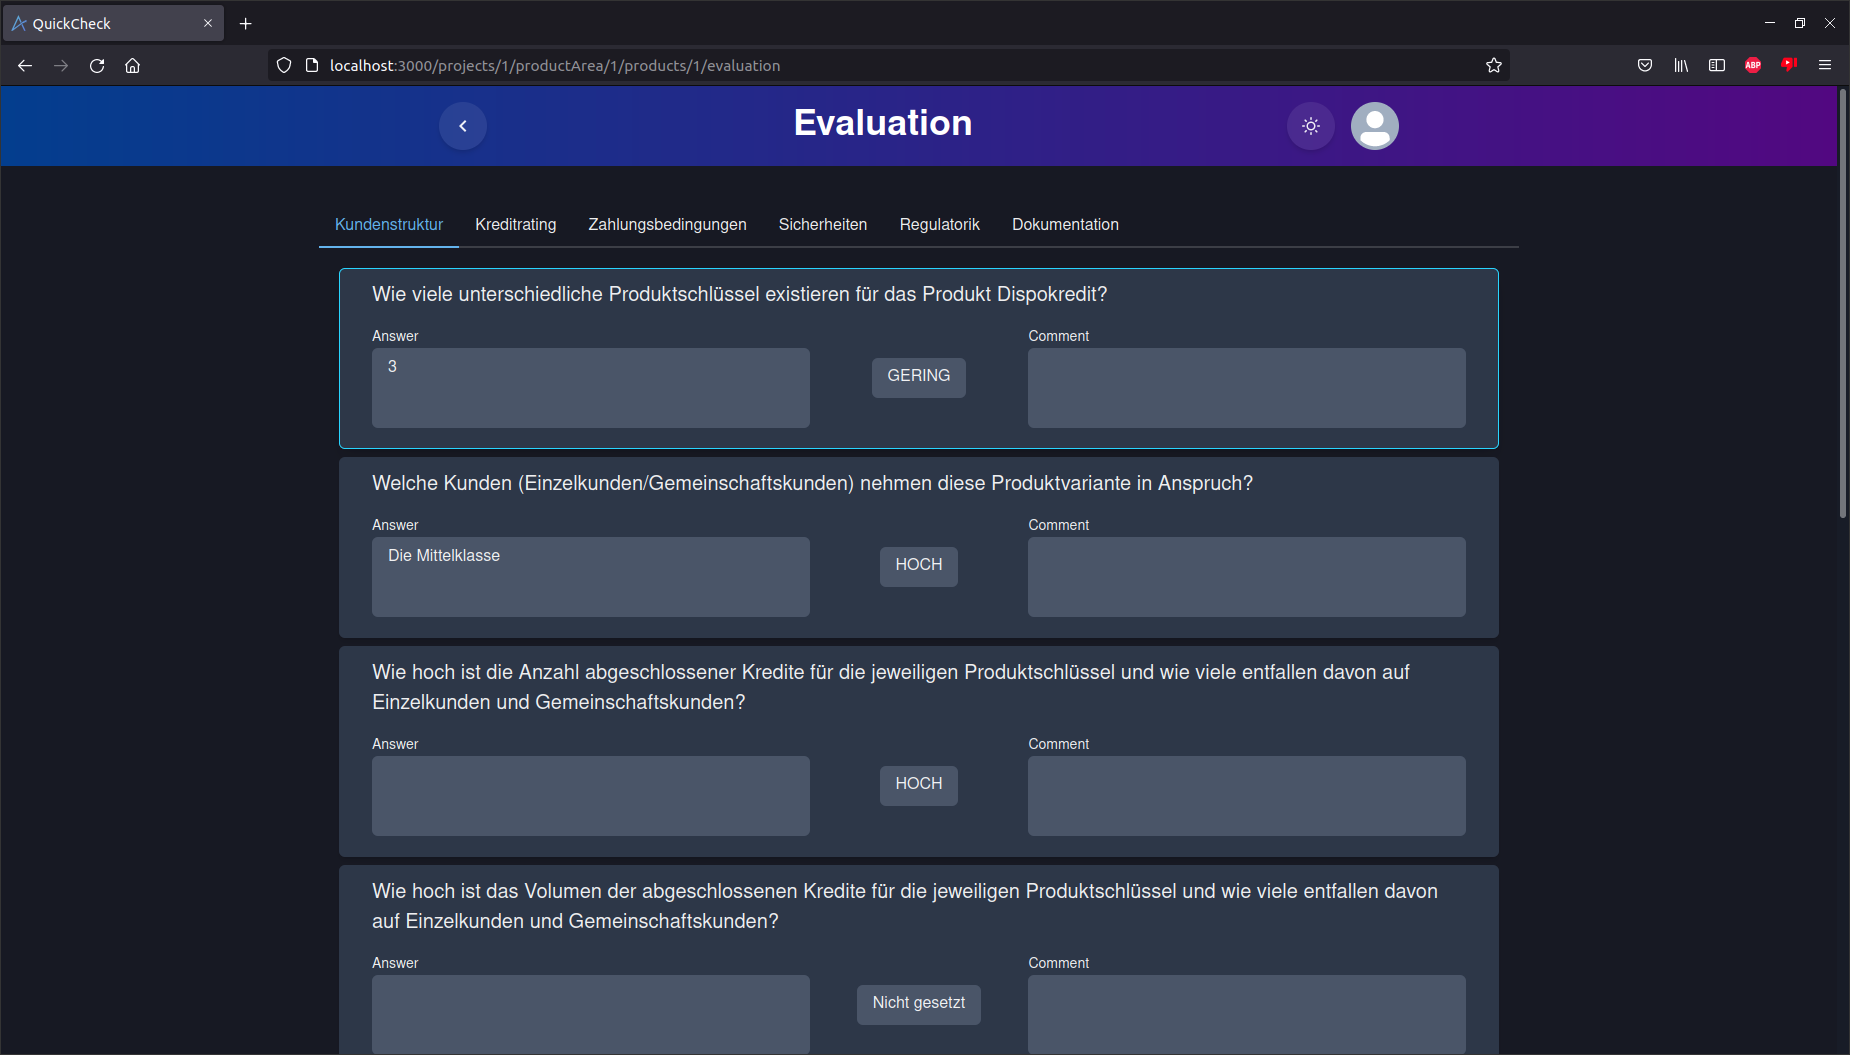 QuickCheck
localhost:3000/projects/1/productArea/1/products/1/evaluation
ABP
Evaluation
Kundenstruktur Kreditrating Zahlungsbedingungen Sicherheiten Regulatorik Dokumentation
Wie viele unterschiedliche Produktschlüssel existieren für das Produkt Dispokredit?
Answer Comment
3
GERING
Welche Kunden (Einzelkunden/Gemeinschaftskunden) nehmen diese Produktvariante in Anspruch?
Answer Comment
Die Mittelklasse
HOCH
Wie hoch ist die Anzahl abgeschlossener Kredite für die jeweiligen Produktschlüssel und wie viele entfallen davon auf
Einzelkunden und Gemeinschaftskunden?
Answer Comment
HOCH
Wie hoch ist das Volumen der abgeschlossenen Kredite für die jeweiligen Produktschlüssel und wie viele entfallen davon
auf Einzelkunden und Gemeinschaftskunden?
Answer Comment
Nicht gesetzt